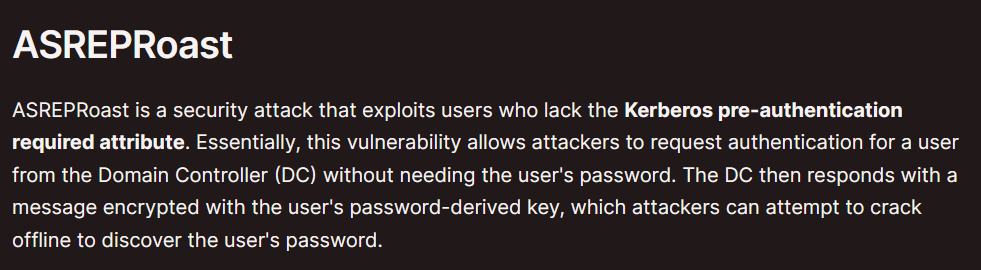 ASREPRoast
ASREPRoast is a security attack that exploits users who lack the Kerberos pre-authentication
required attribute. Essentially, this vulnerability allows attackers to request authentication for a user
from the Domain Controller (DC) without needing the user's password. The DC then responds with a
message encrypted with the user's password-derived key, which attackers can attempt to crack
offline to discover the user's password.